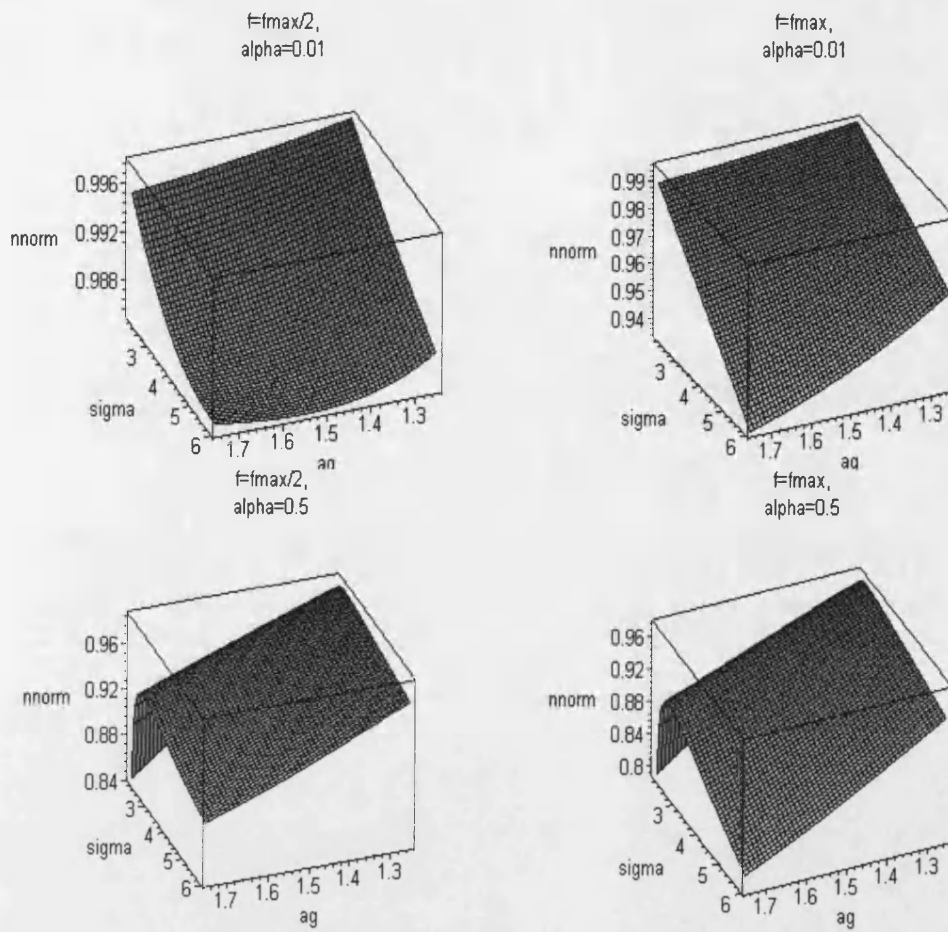 f=fmax/2,
alpha=0.01
0.996
0.992
nnorm
0.988
3
4
sigma
5
6
1.7
1.6
1.5
1.4
1.3
ag
f=fmax,
alpha=0.01
0.99
0.98
0.97
nnorm
0.96
0.95
0.94
3
4
sigma
5
6
1.7
1.6
1.5
1.4
1.3
ag
f=fmax/2,
alpha=0.5
0.96
nnorm
0.92
0.88
0.84
3
4
sigma
5
6
1.7
1.6
1.5
1.4
1.3
ag
f=fmax,
alpha=0.5
0.96
0.92
nnorm
0.88
0.84
0.8
3
4
sigma
5
6
1.7
1.6
1.5
1.4
1.3
ag